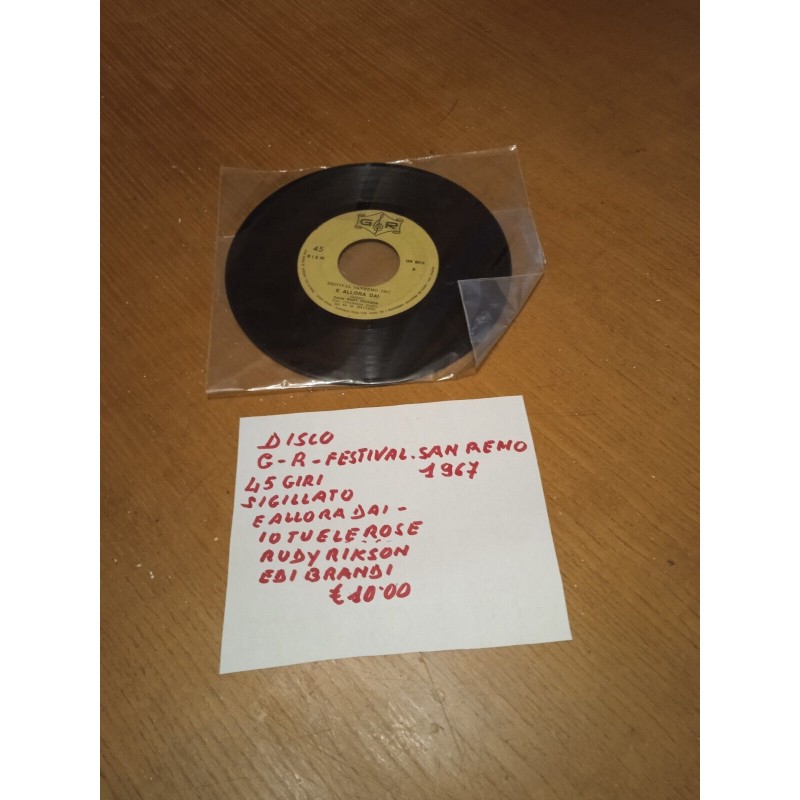 GR
45
FESTIVAL SANREMO 1967
E ALLORA DAI
DISCO
G-R-FESTIVAL.SAN REMO
1967
45 GIRI
SIGILLATO
E ALLORA DAI -
IO TU E LE ROSE
RUDY RIKSON
EDI BRANDI
€ 10.00